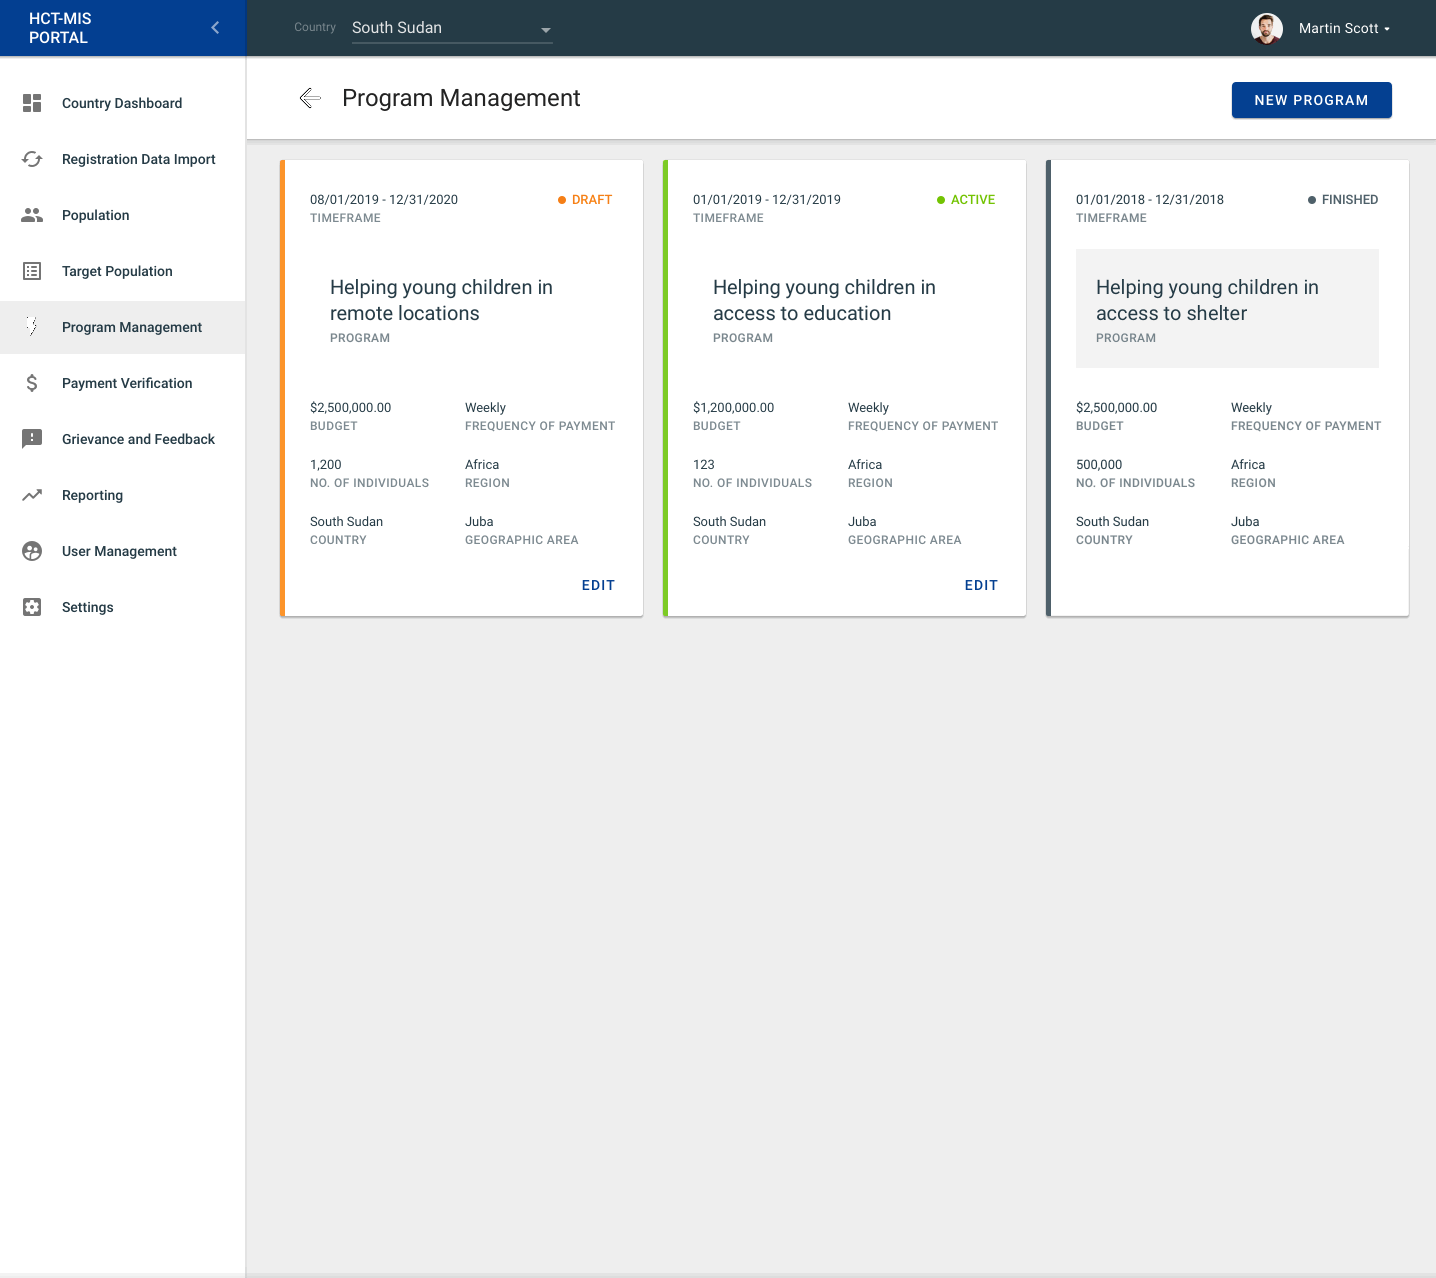 HCT-MIS
PORTAL
Country South Sudan
Martin Scott
Country Dashboard
Registration Data Import
Population
Target Population
Program Management
Payment Verification
Grievance and Feedback
Reporting
User Management
Settings
Program Management
NEW PROGRAM
08/01/2019 - 12/31/2020 DRAFT
TIMEFRAME
Helping young children in
remote locations
PROGRAM
$2,500,000.00 Weekly
BUDGET FREQUENCY OF PAYMENT
1,200 Africa
NO. OF INDIVIDUALS REGION
South Sudan Juba
COUNTRY GEOGRAPHIC AREA
EDIT
01/01/2019 - 12/31/2019 ACTIVE
TIMEFRAME
Helping young children in
access to education
PROGRAM
$1,200,000.00 Weekly
BUDGET FREQUENCY OF PAYMENT
123 Africa
NO. OF INDIVIDUALS REGION
South Sudan Juba
COUNTRY GEOGRAPHIC AREA
EDIT
01/01/2018 - 12/31/2018 FINISHED
TIMEFRAME
Helping young children in
access to shelter
PROGRAM
$2,500,000.00 Weekly
BUDGET FREQUENCY OF PAYMENT
500,000 Africa
NO. OF INDIVIDUALS REGION
South Sudan Juba
COUNTRY GEOGRAPHIC AREA